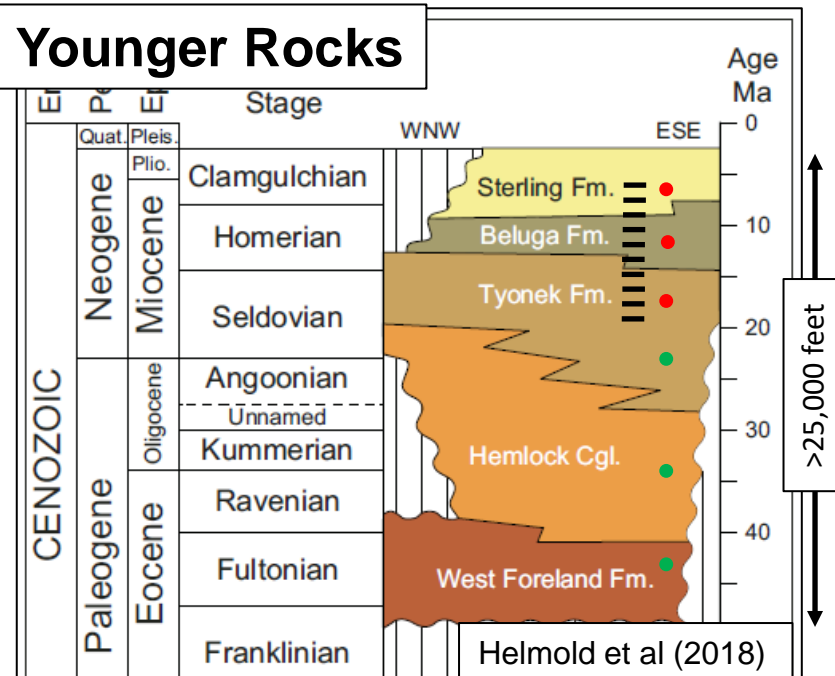 Younger Rocks
Stage
Age
Ma
WNW
ESE
0
10
20
30
40
CENOZOIC
Quat.
Neogene
Paleogene
Pleis.
Plio.
Miocene
Oligocene
Eocene
Clamgulchian
Homerian
Seldovian
Angoonian
Unnamed
Kummerian
Ravenian
Fultonian
Franklinian
Sterling Fm.
Beluga Fm.
Tyonek Fm.
Hemlock Cgl.
West Foreland Fm.
>25,000 feet
Helmold et al (2018)